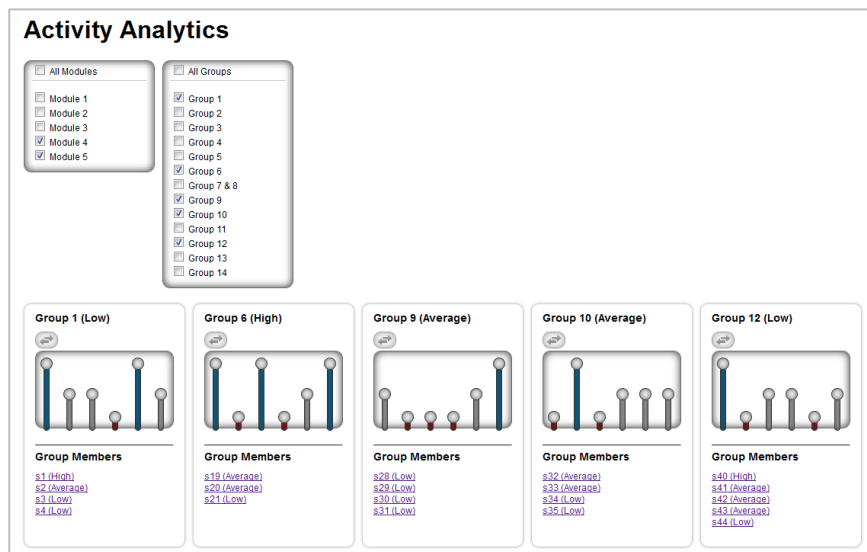 Activity Analytics
All Modules
Module 1
Module 2
Module 3
Module 4
Module 5
All Groups
Group 1
Group 2
Group 3
Group 4
Group 5
Group 6
Group 7 & 8
Group 9
Group 10
Group 11
Group 12
Group 13
Group 14
Group 1 (Low)
Group Members
s1 (High)
s2 (Average)
s3 (Low)
s4 (Low)
Group 6 (High)
Group Members
s19 (Average)
s20 (Average)
s21 (Low)
Group 9 (Average)
Group Members
s28 (Low)
s29 (Low)
s30 (Low)
s31 (Low)
Group 10 (Average)
Group Members
s32 (Average)
s33 (Average)
s34 (Low)
s35 (Low)
Group 12 (Low)
Group Members
s40 (High)
s41 (Average)
s42 (Average)
s43 (Average)
s44 (Low)